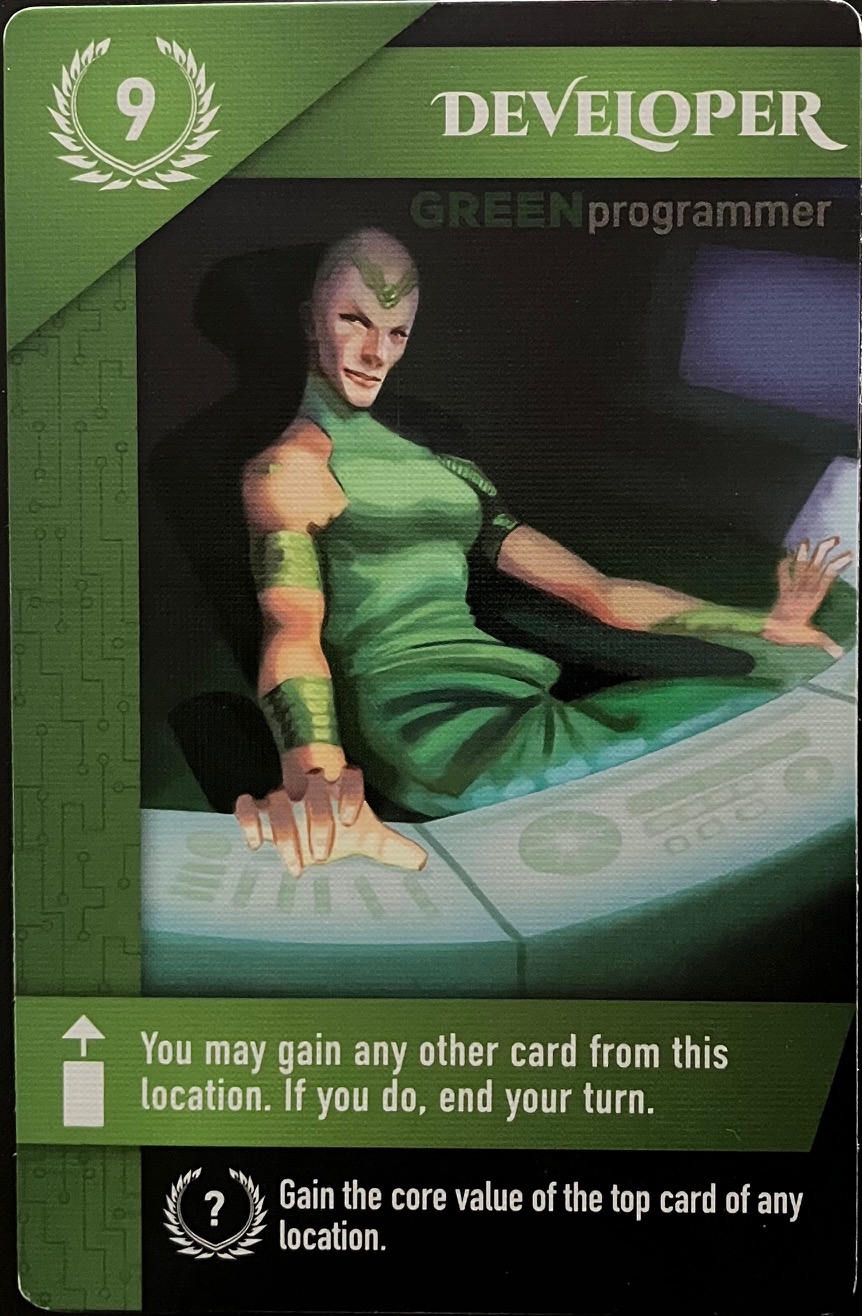 9
DEVELOPER
GREENprogrammer
You may gain any other card from this
location. If you do, end your turn.
?
Gain the core value of the top card of any
location.